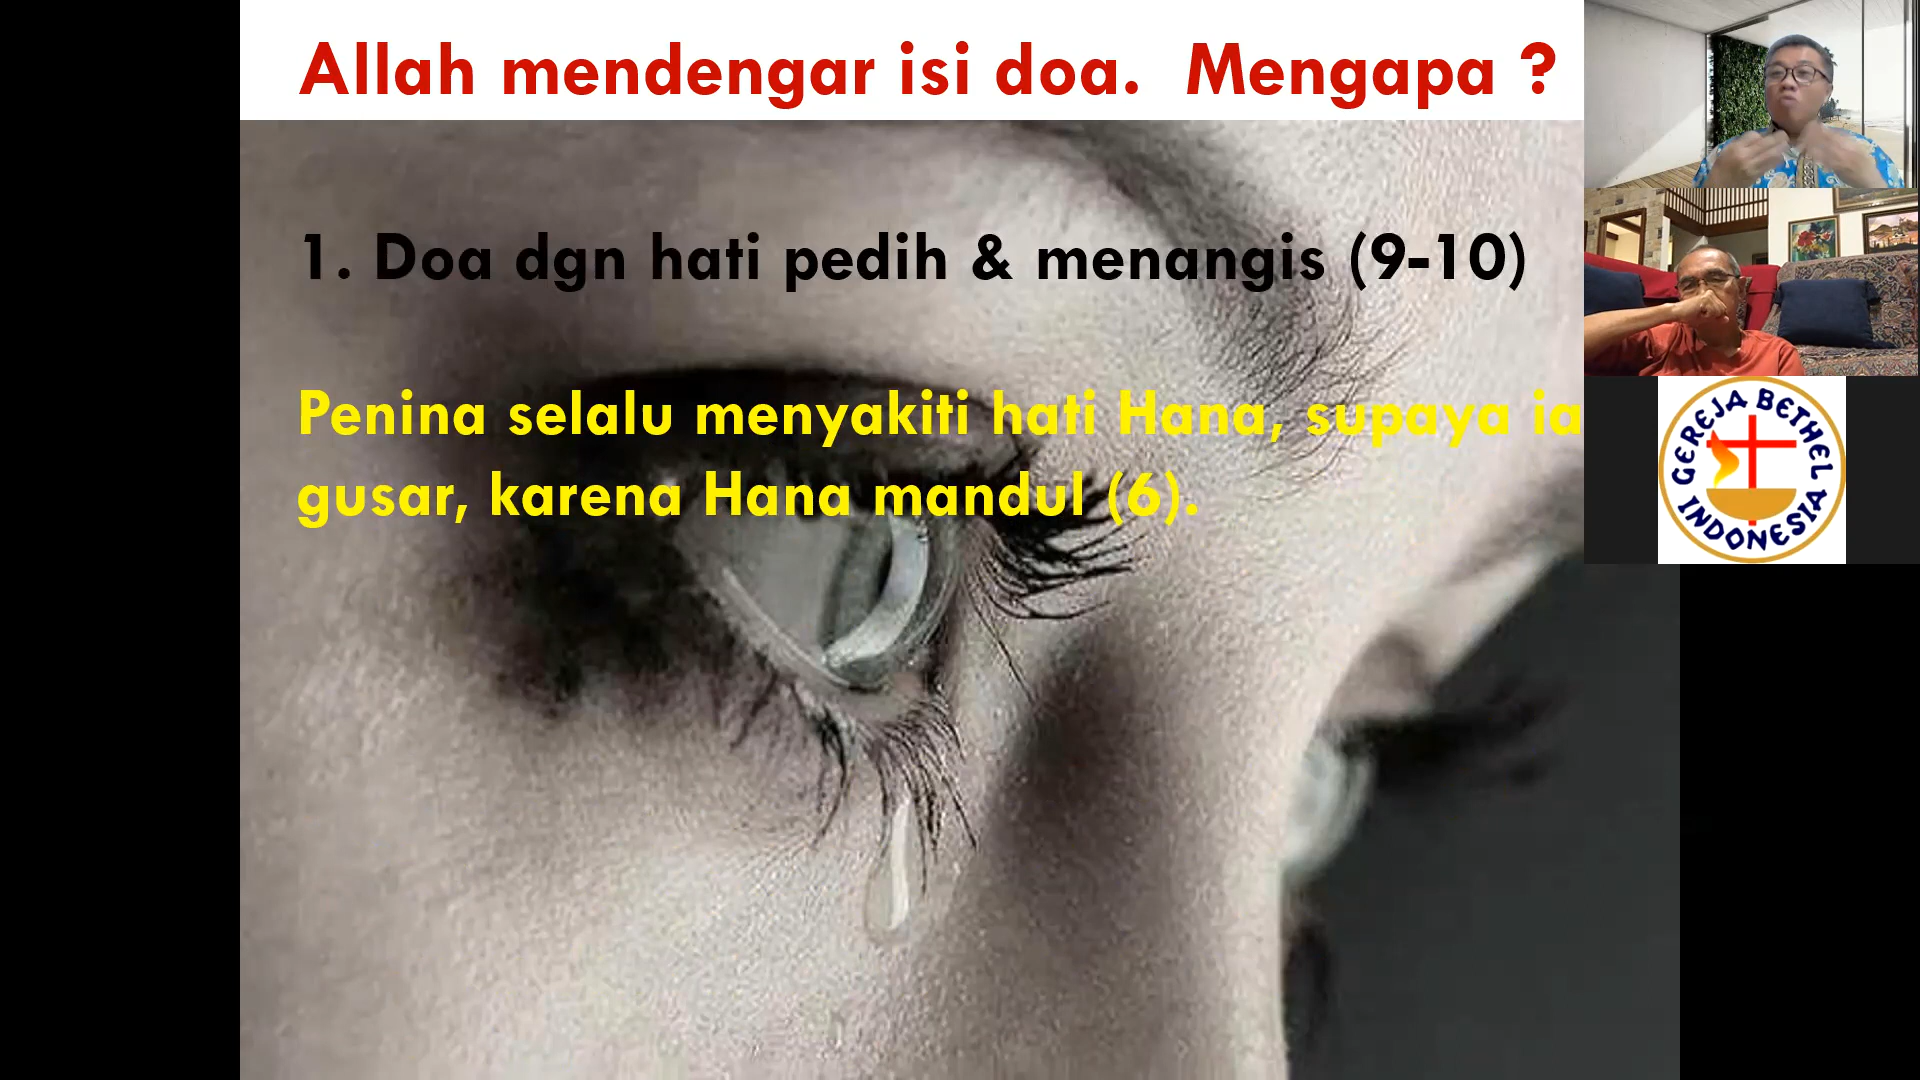 Allah mendengar isi doa.  Mengapa ?
1. Doa dgn hati pedih & menangis (9-10)
Penina selalu menyakiti hati Hana, supaya ia
gusar, karena Hana mandul (6).
GEREJA BETHEL
INDONESIA